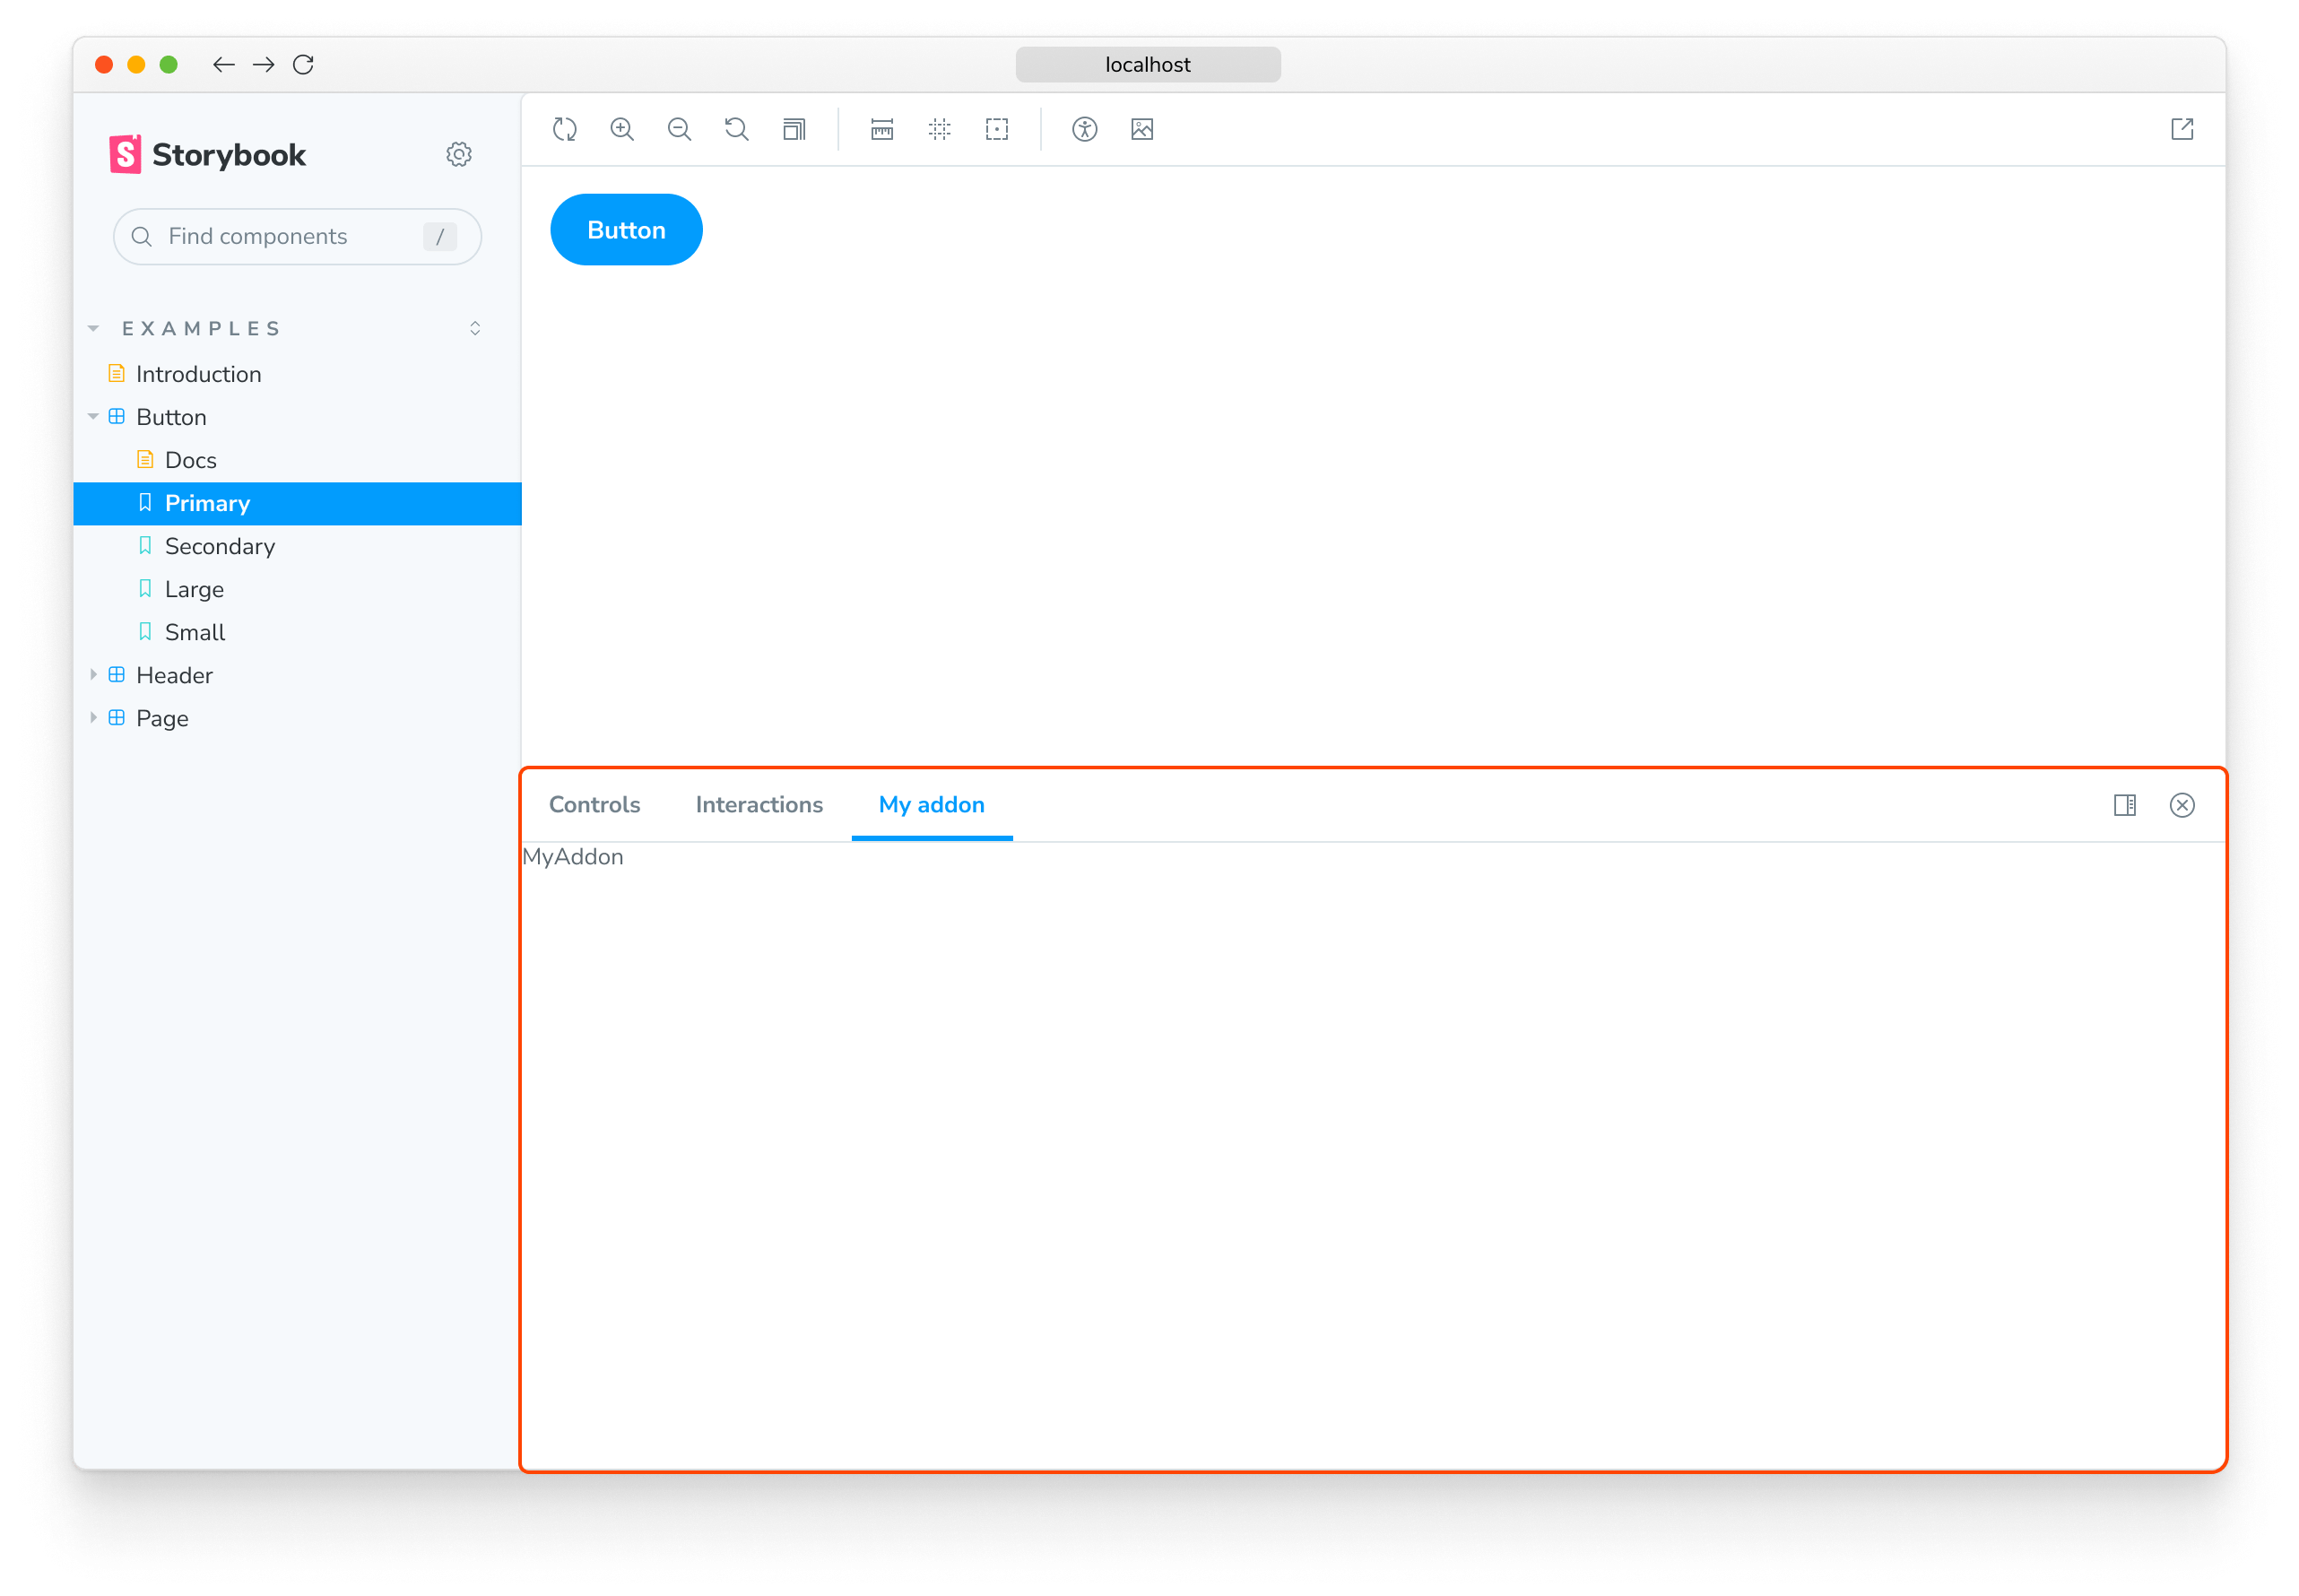 localhost
Storybook
Find components /
EXAMPLES
Introduction
Button
Docs
Primary
Secondary
Large
Small
Header
Page
Button
Controls Interactions My addon
MyAddon